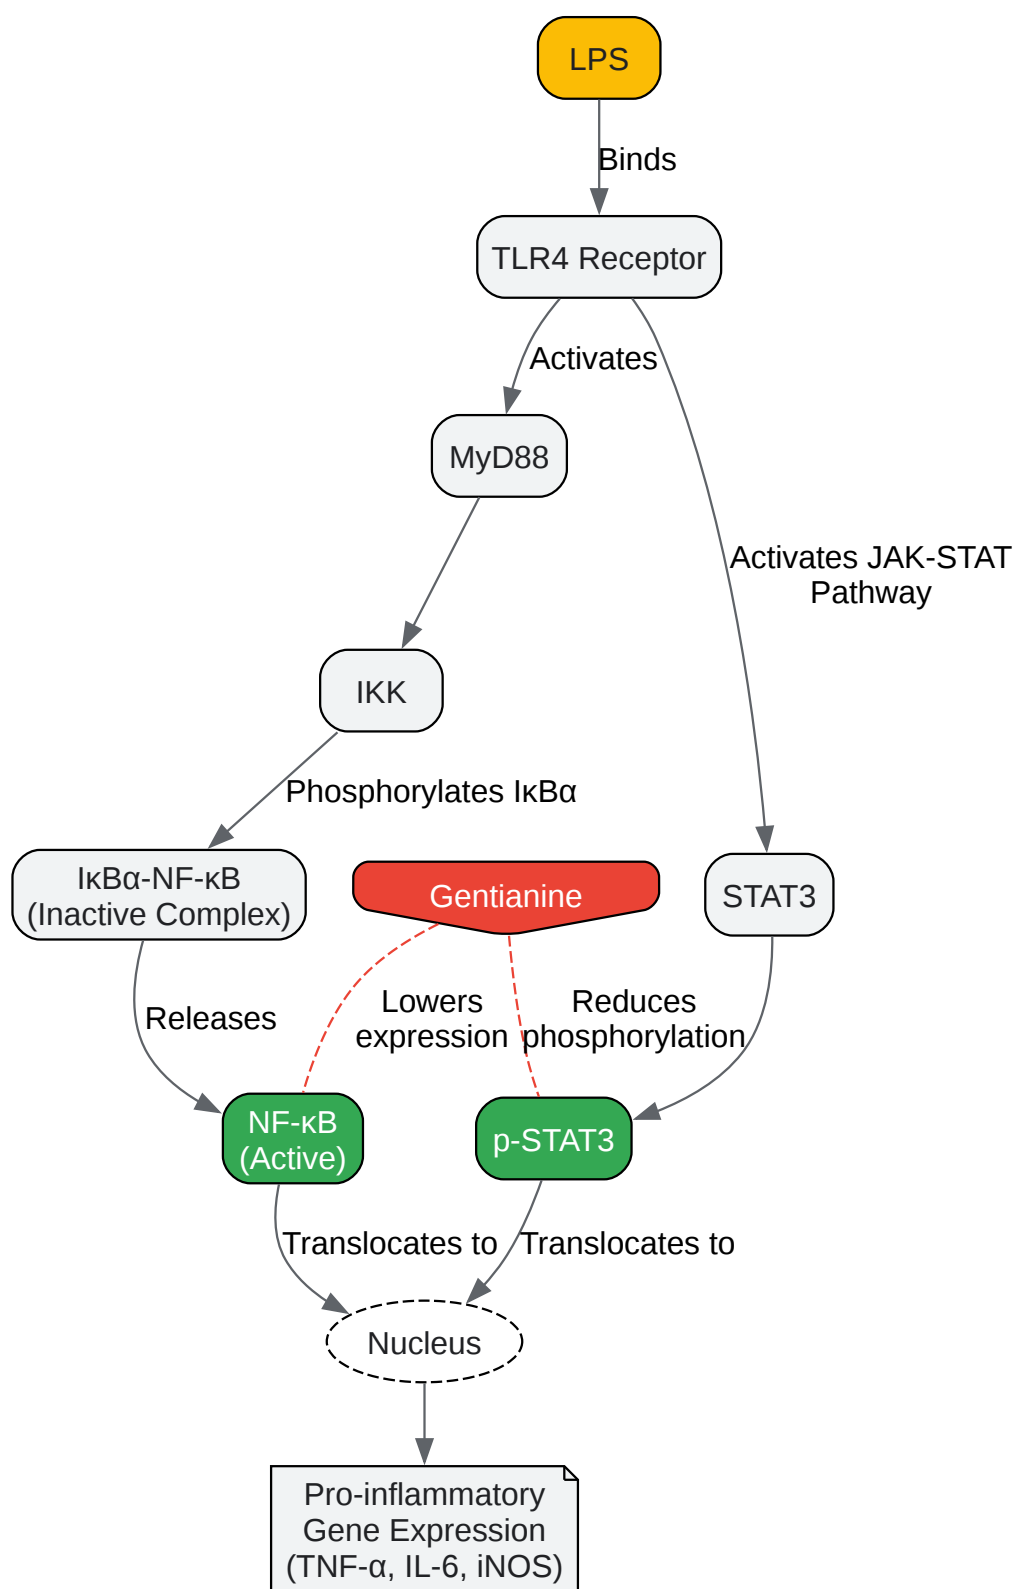 LPS
Binds
TLR4 Receptor
Activates
MyD88
Activates JAK-STAT
Pathway
IKK
Phosphorylates IκBα
IκBα-NF-κB
(Inactive Complex)
Gentianine
STAT3
Releases
Lowers
expression
Reduces
phosphorylation
NF-κB
(Active)
p-STAT3
Translocates to
Translocates to
Nucleus
Pro-inflammatory
Gene Expression
(TNF-α, IL-6, iNOS)